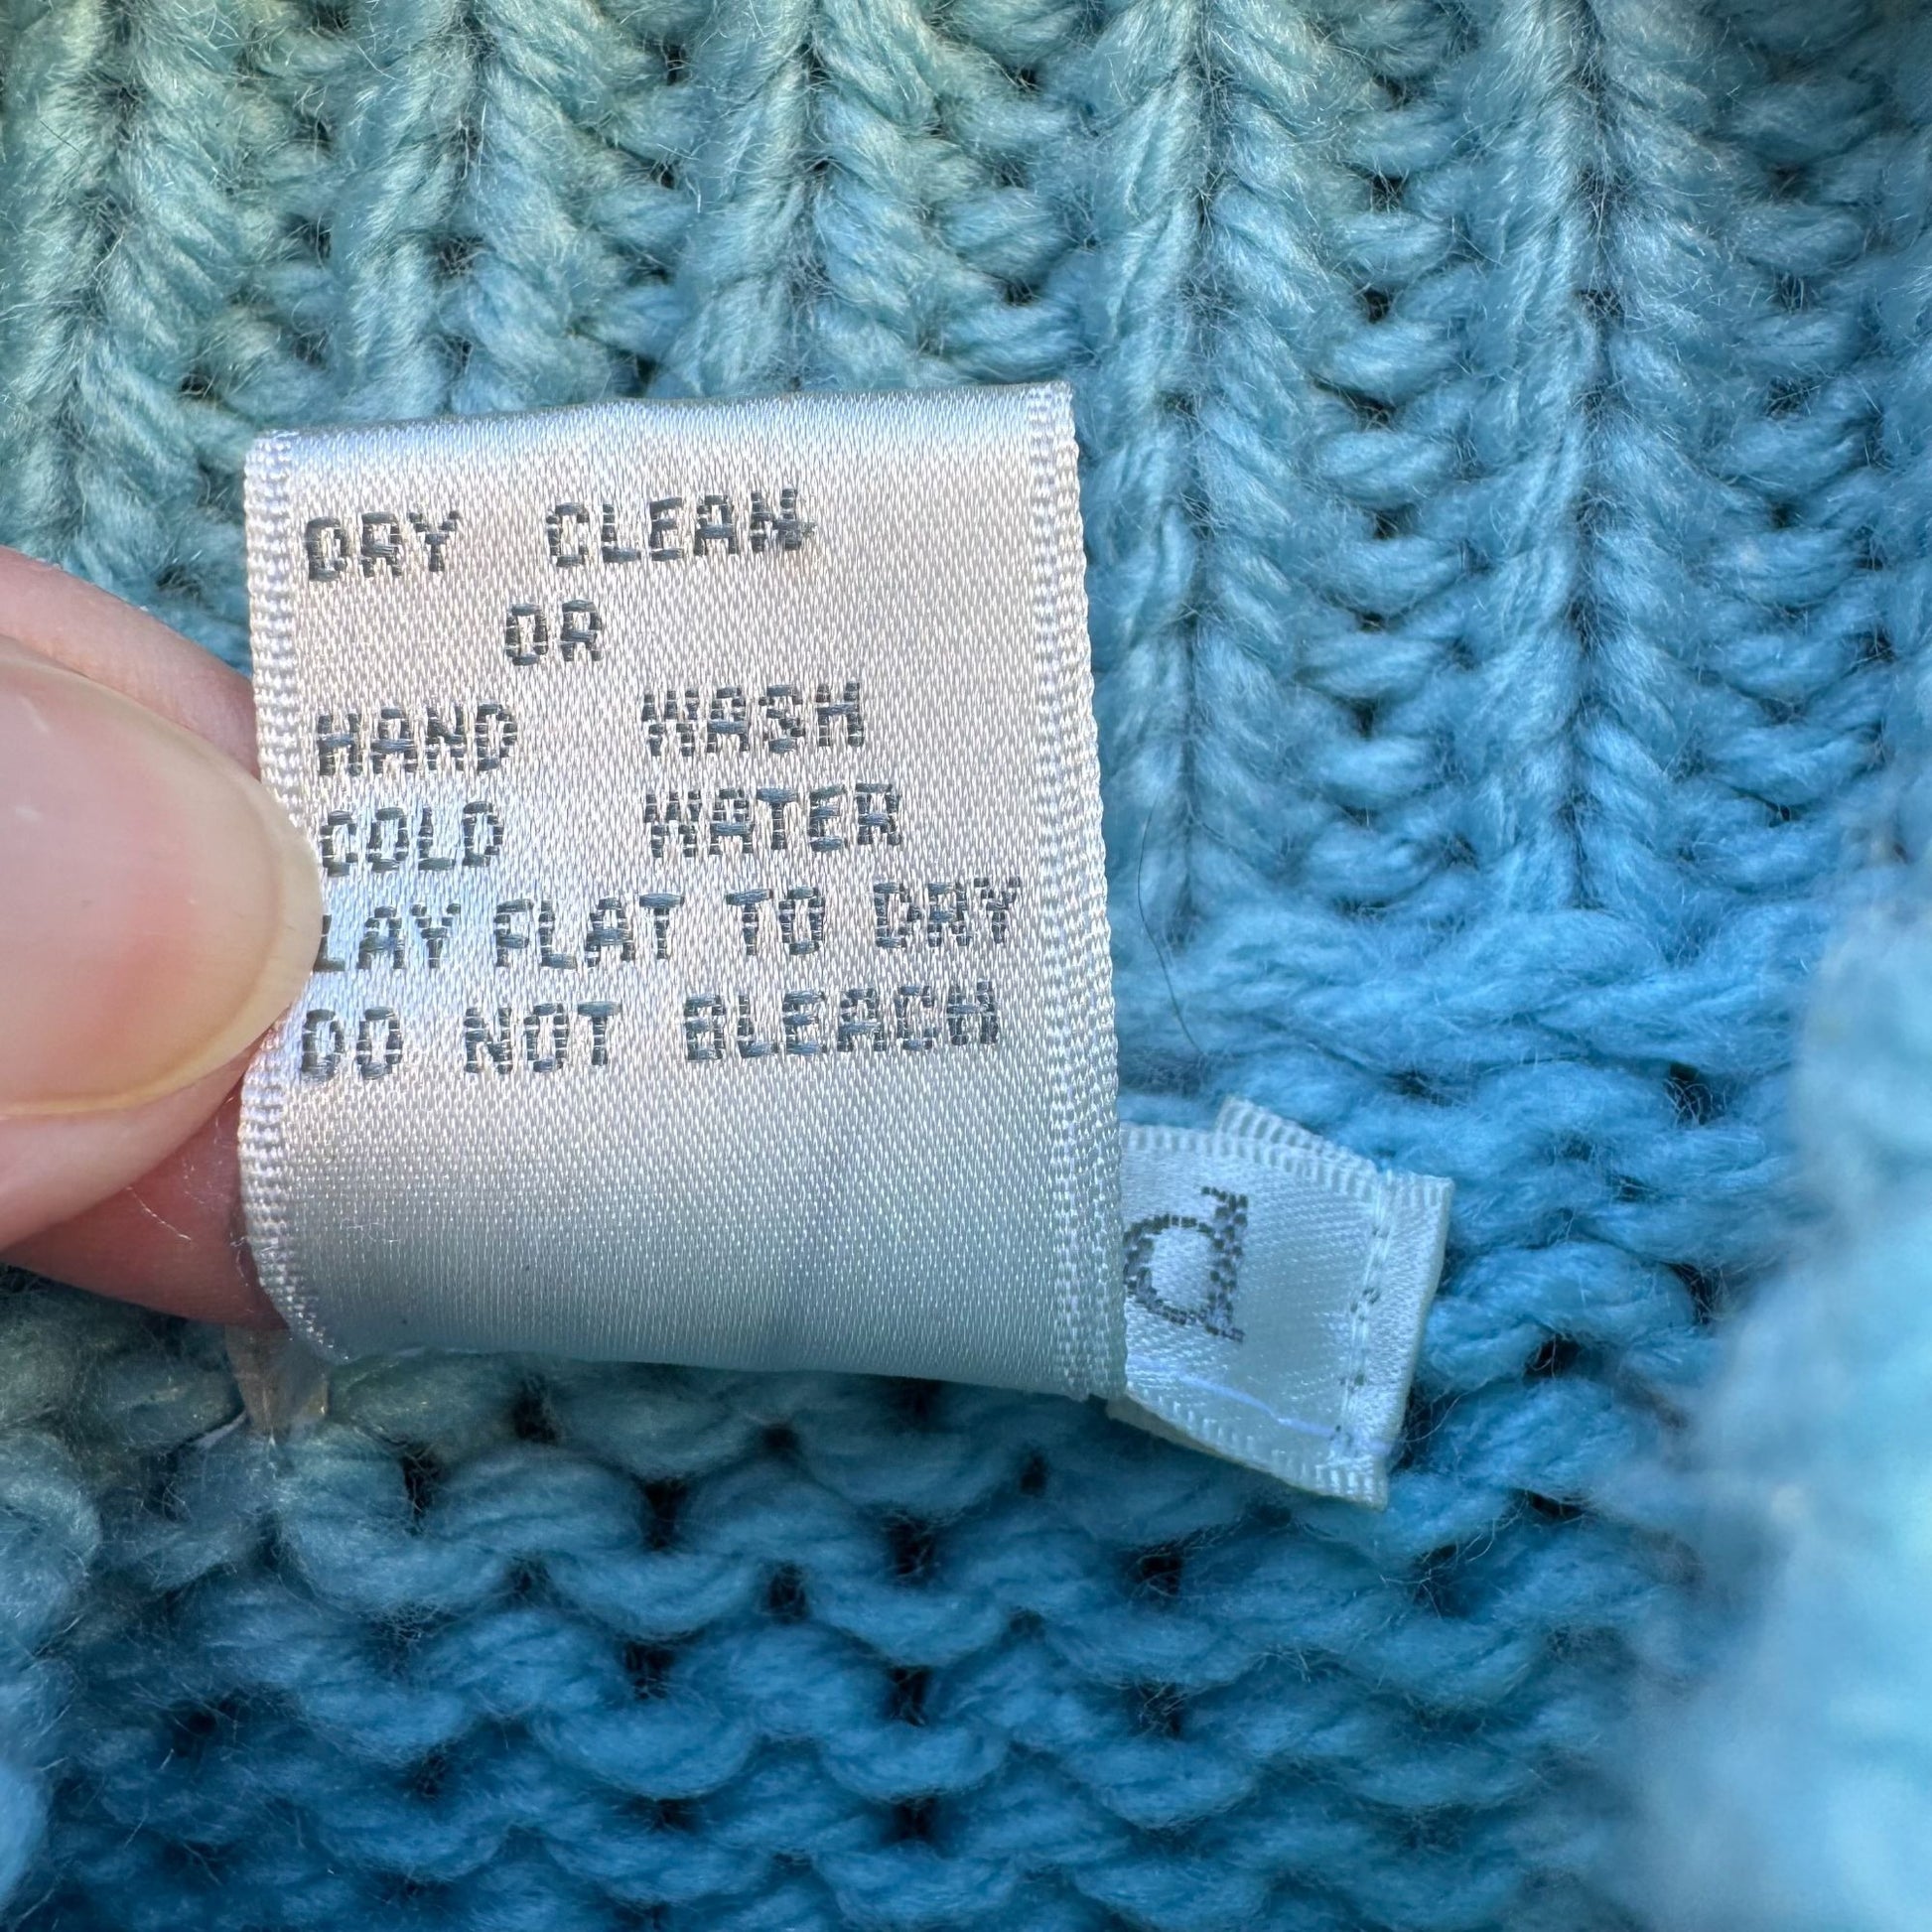 DRY CLEAN
OR
HAND WASH
COLD WATER
LAY FLAT TO DRY
DO NOT BLEACH